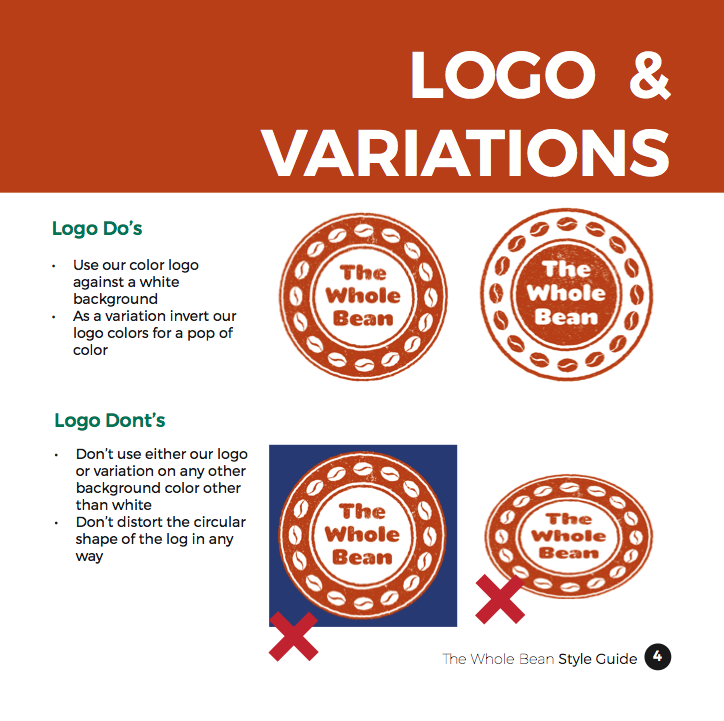 LOGO &
VARIATIONS
Logo Do's
• Use our color logo
against a white
background
• As a variation invert our
logo colors for a pop of
color
The
Whole
Bean
The
Whole
Bean
Logo Dont's
• Don't use either our logo
or variation on any other
background color other
than white
• Don't distort the circular
shape of the log in any
way
The
Whole
Bean
The
Whole
Bean
The Whole Bean Style Guide 4